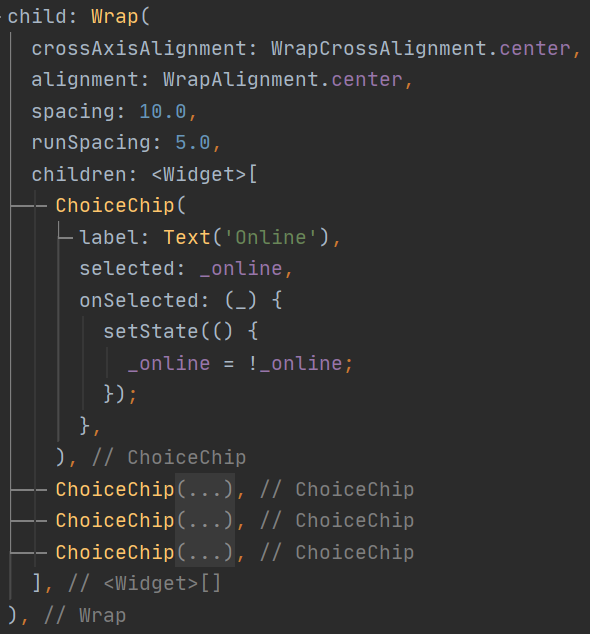 child: Wrap(
crossAxisAlignment: WrapCrossAlignment.center,
alignment: WrapAlignment.center,
spacing: 10.0,
runSpacing: 5.0,
children: <Widget>[
ChoiceChip(
label: Text('Online'),
selected: _online,
onSelected: (_) {
setState(() {
_online = !_online;
});
},
), // ChoiceChip
ChoiceChip(...), // ChoiceChip
ChoiceChip(...), // ChoiceChip
ChoiceChip(...), // ChoiceChip
], // <Widget>[]
), // Wrap